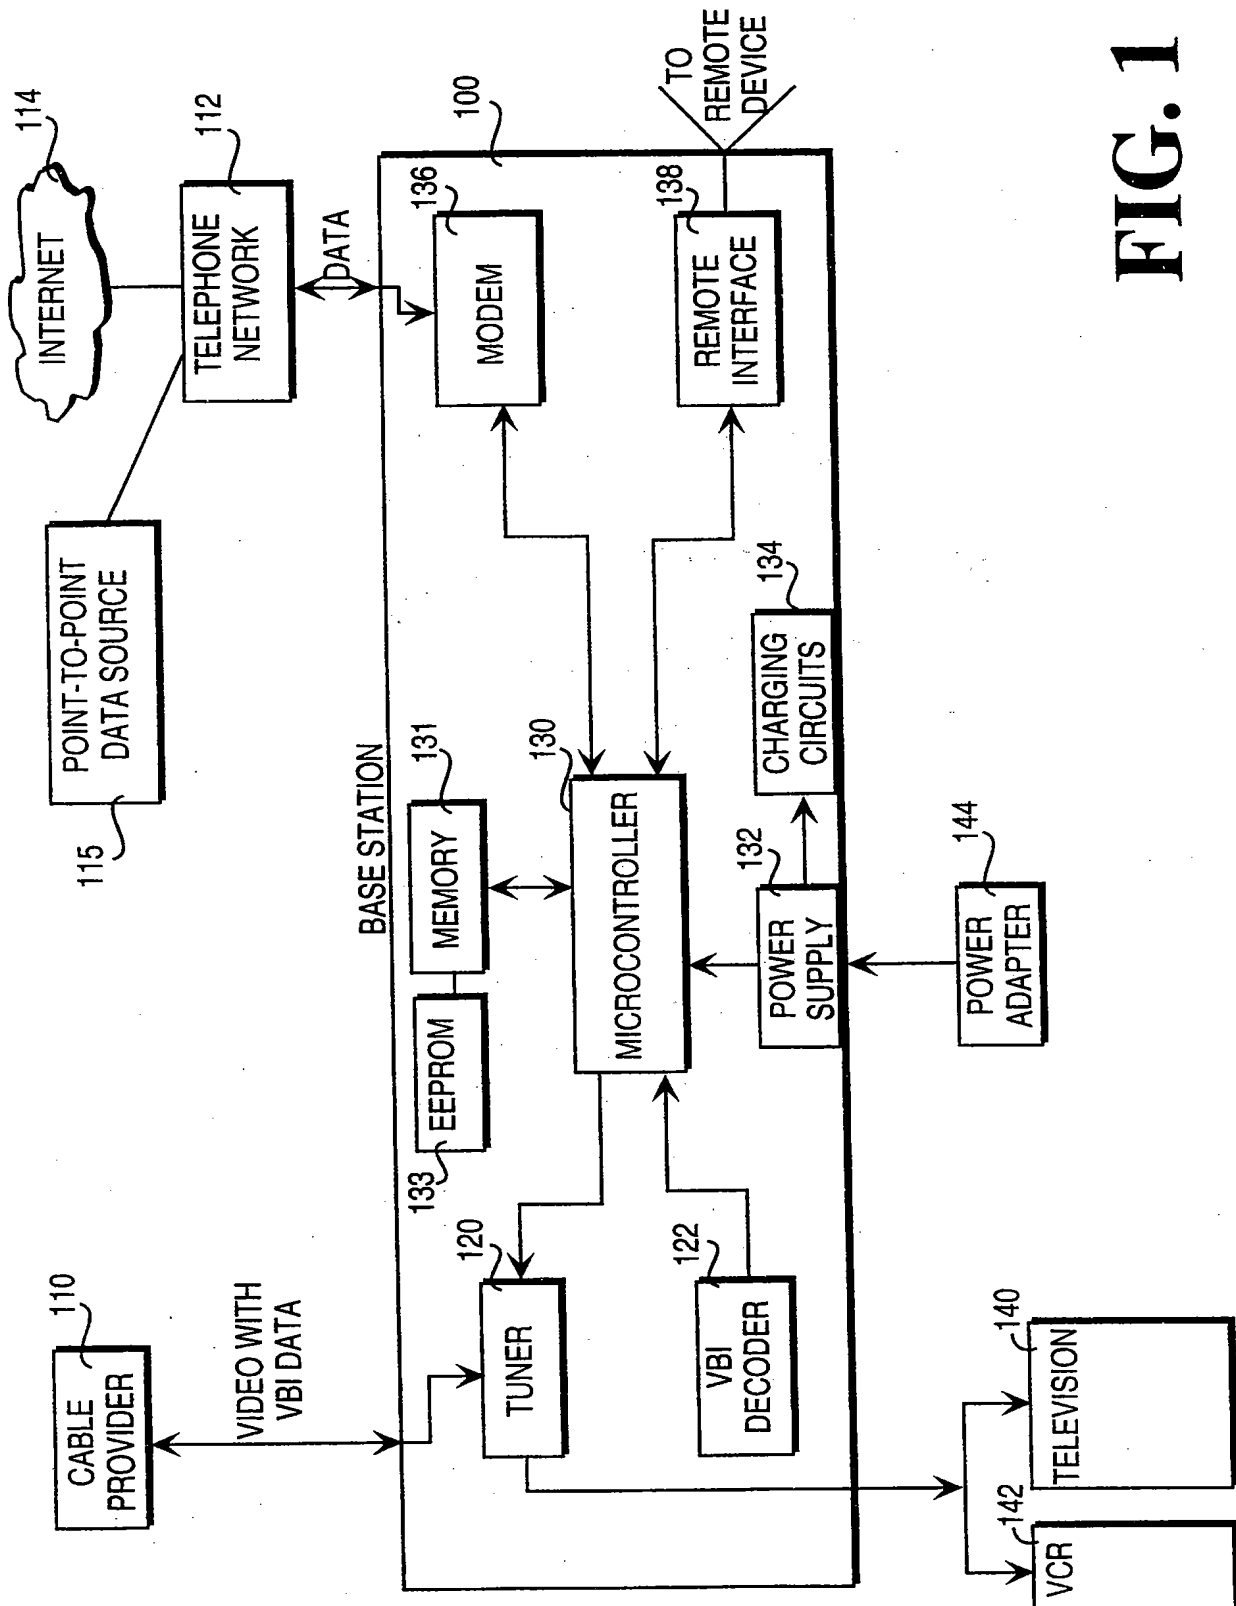 114
INTERNET
112
TELEPHONE
NETWORK
POINT-TO-POINT
DATA SOURCE
115
DATA
110
CABLE
PROVIDER
VIDEO WITH
VBI DATA
BASE STATION
100
136
MODEM
138
REMOTE
INTERFACE
TO
REMOTE
DEVICE
131
MEMORY
EEPROM
133
130
MICROCONTROLLER
120
TUNER
122
VBI
DECODER
132
POWER
SUPPLY
134
CHARGING
CIRCUITS
144
POWER
ADAPTER
140
TELEVISION
142
VCR
FIG. 1